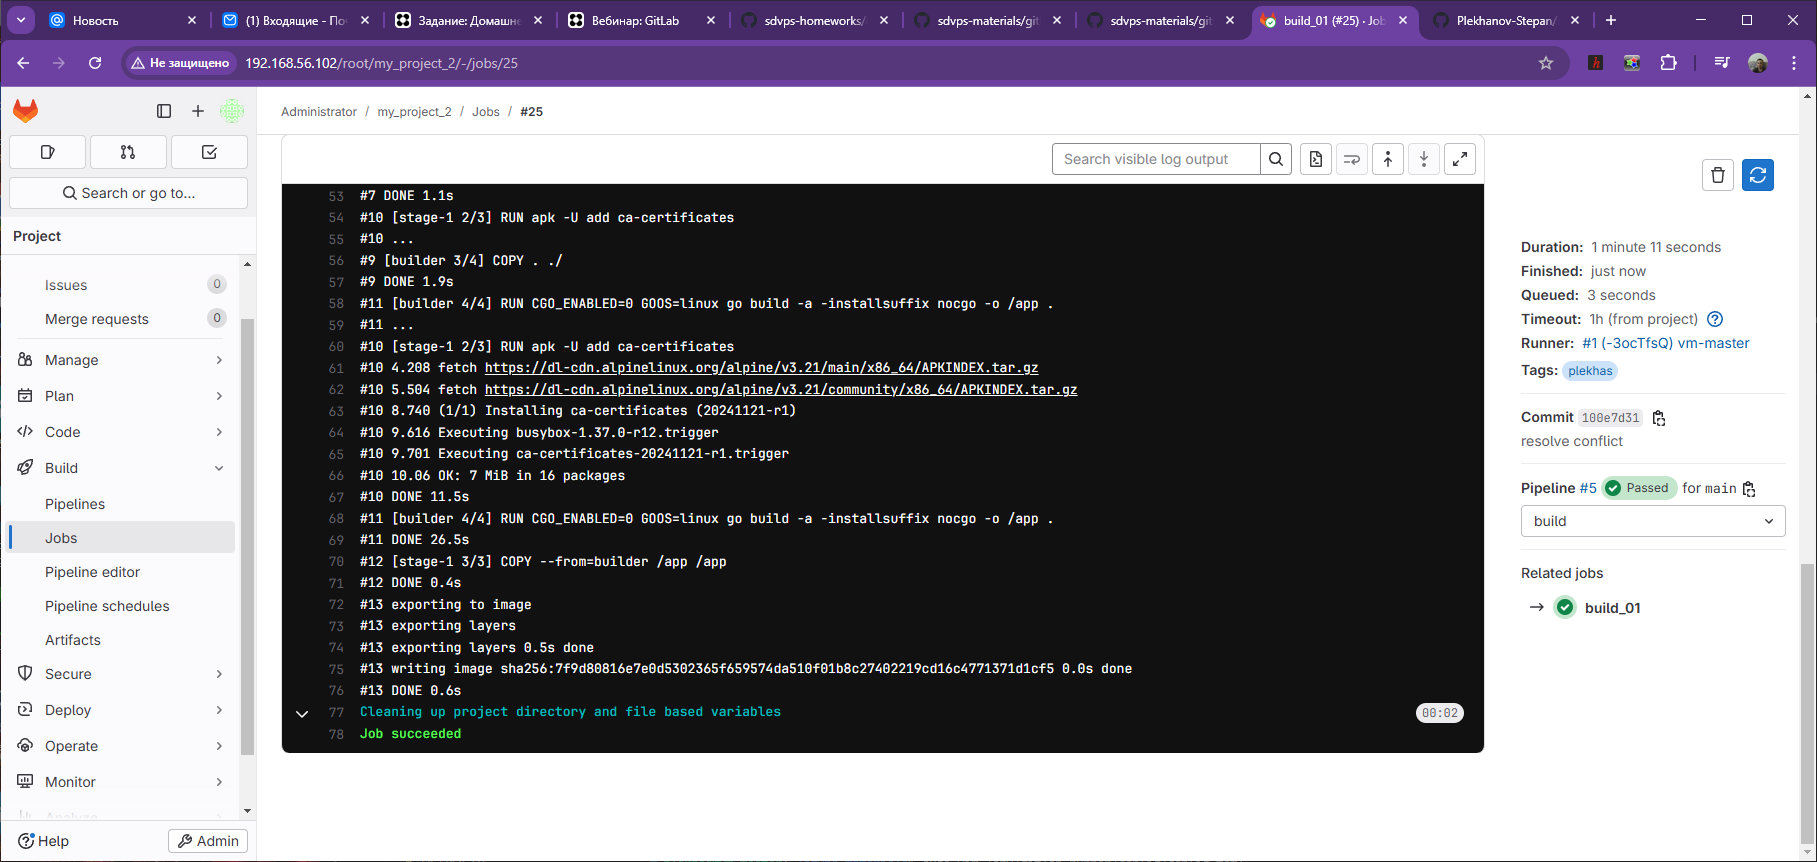 Новость
(1) Входящие - По
Задание: Домашне
Вебинар: GitLab
sdvps-homeworks/
sdvps-materials/git
sdvps-materials/git
build_01 (#25) · Jo
Plekhanov-Stepan/
Не защищено
192.168.56.102/root/my_project_2/-/jobs/25
Administrator / my_project_2 / Jobs / #25
Search or go to...
Project
Issues 0
Merge requests 0
Manage
Plan
Code
Build
Pipelines
Jobs
Pipeline editor
Pipeline schedules
Artifacts
Secure
Deploy
Operate
Monitor
Analyze
Help
Admin
Search visible log output
53 #7 DONE 1.1s
54 #10 [stage-1 2/3] RUN apk -U add ca-certificates
55 #10 ...
56 #9 [builder 3/4] COPY . ./
57 #9 DONE 1.9s
58 #11 [builder 4/4] RUN CGO_ENABLED=0 GOOS=linux go build -a -installsuffix nocgo -o /app .
59 #11 ...
60 #10 [stage-1 2/3] RUN apk -U add ca-certificates
61 #10 4.208 fetch https://dl-cdn.alpinelinux.org/alpine/v3.21/main/x86_64/APKINDEX.tar.gz
62 #10 5.504 fetch https://dl-cdn.alpinelinux.org/alpine/v3.21/community/x86_64/APKINDEX.tar.gz
63 #10 8.740 (1/1) Installing ca-certificates (20241121-r1)
64 #10 9.616 Executing busybox-1.37.0-r12.trigger
65 #10 9.701 Executing ca-certificates-20241121-r1.trigger
66 #10 10.06 OK: 7 MiB in 16 packages
67 #10 DONE 11.5s
68 #11 [builder 4/4] RUN CGO_ENABLED=0 GOOS=linux go build -a -installsuffix nocgo -o /app .
69 #11 DONE 26.5s
70 #12 [stage-1 3/3] COPY --from=builder /app /app
71 #12 DONE 0.4s
72 #13 exporting to image
73 #13 exporting layers
74 #13 exporting layers 0.5s done
75 #13 writing image sha256:7f9d80816e7e0d5302365f659574da510f01b8c27402219cd16c4771371d1cf5 0.0s done
76 #13 DONE 0.6s
77 Cleaning up project directory and file based variables 00:02
78 Job succeeded
Duration: 1 minute 11 seconds
Finished: just now
Queued: 3 seconds
Timeout: 1h (from project)
Runner: #1 (-3ocTfsQ) vm-master
Tags: plekhas
Commit 100e7d31
resolve conflict
Pipeline #5 Passed for main
build
Related jobs
build_01